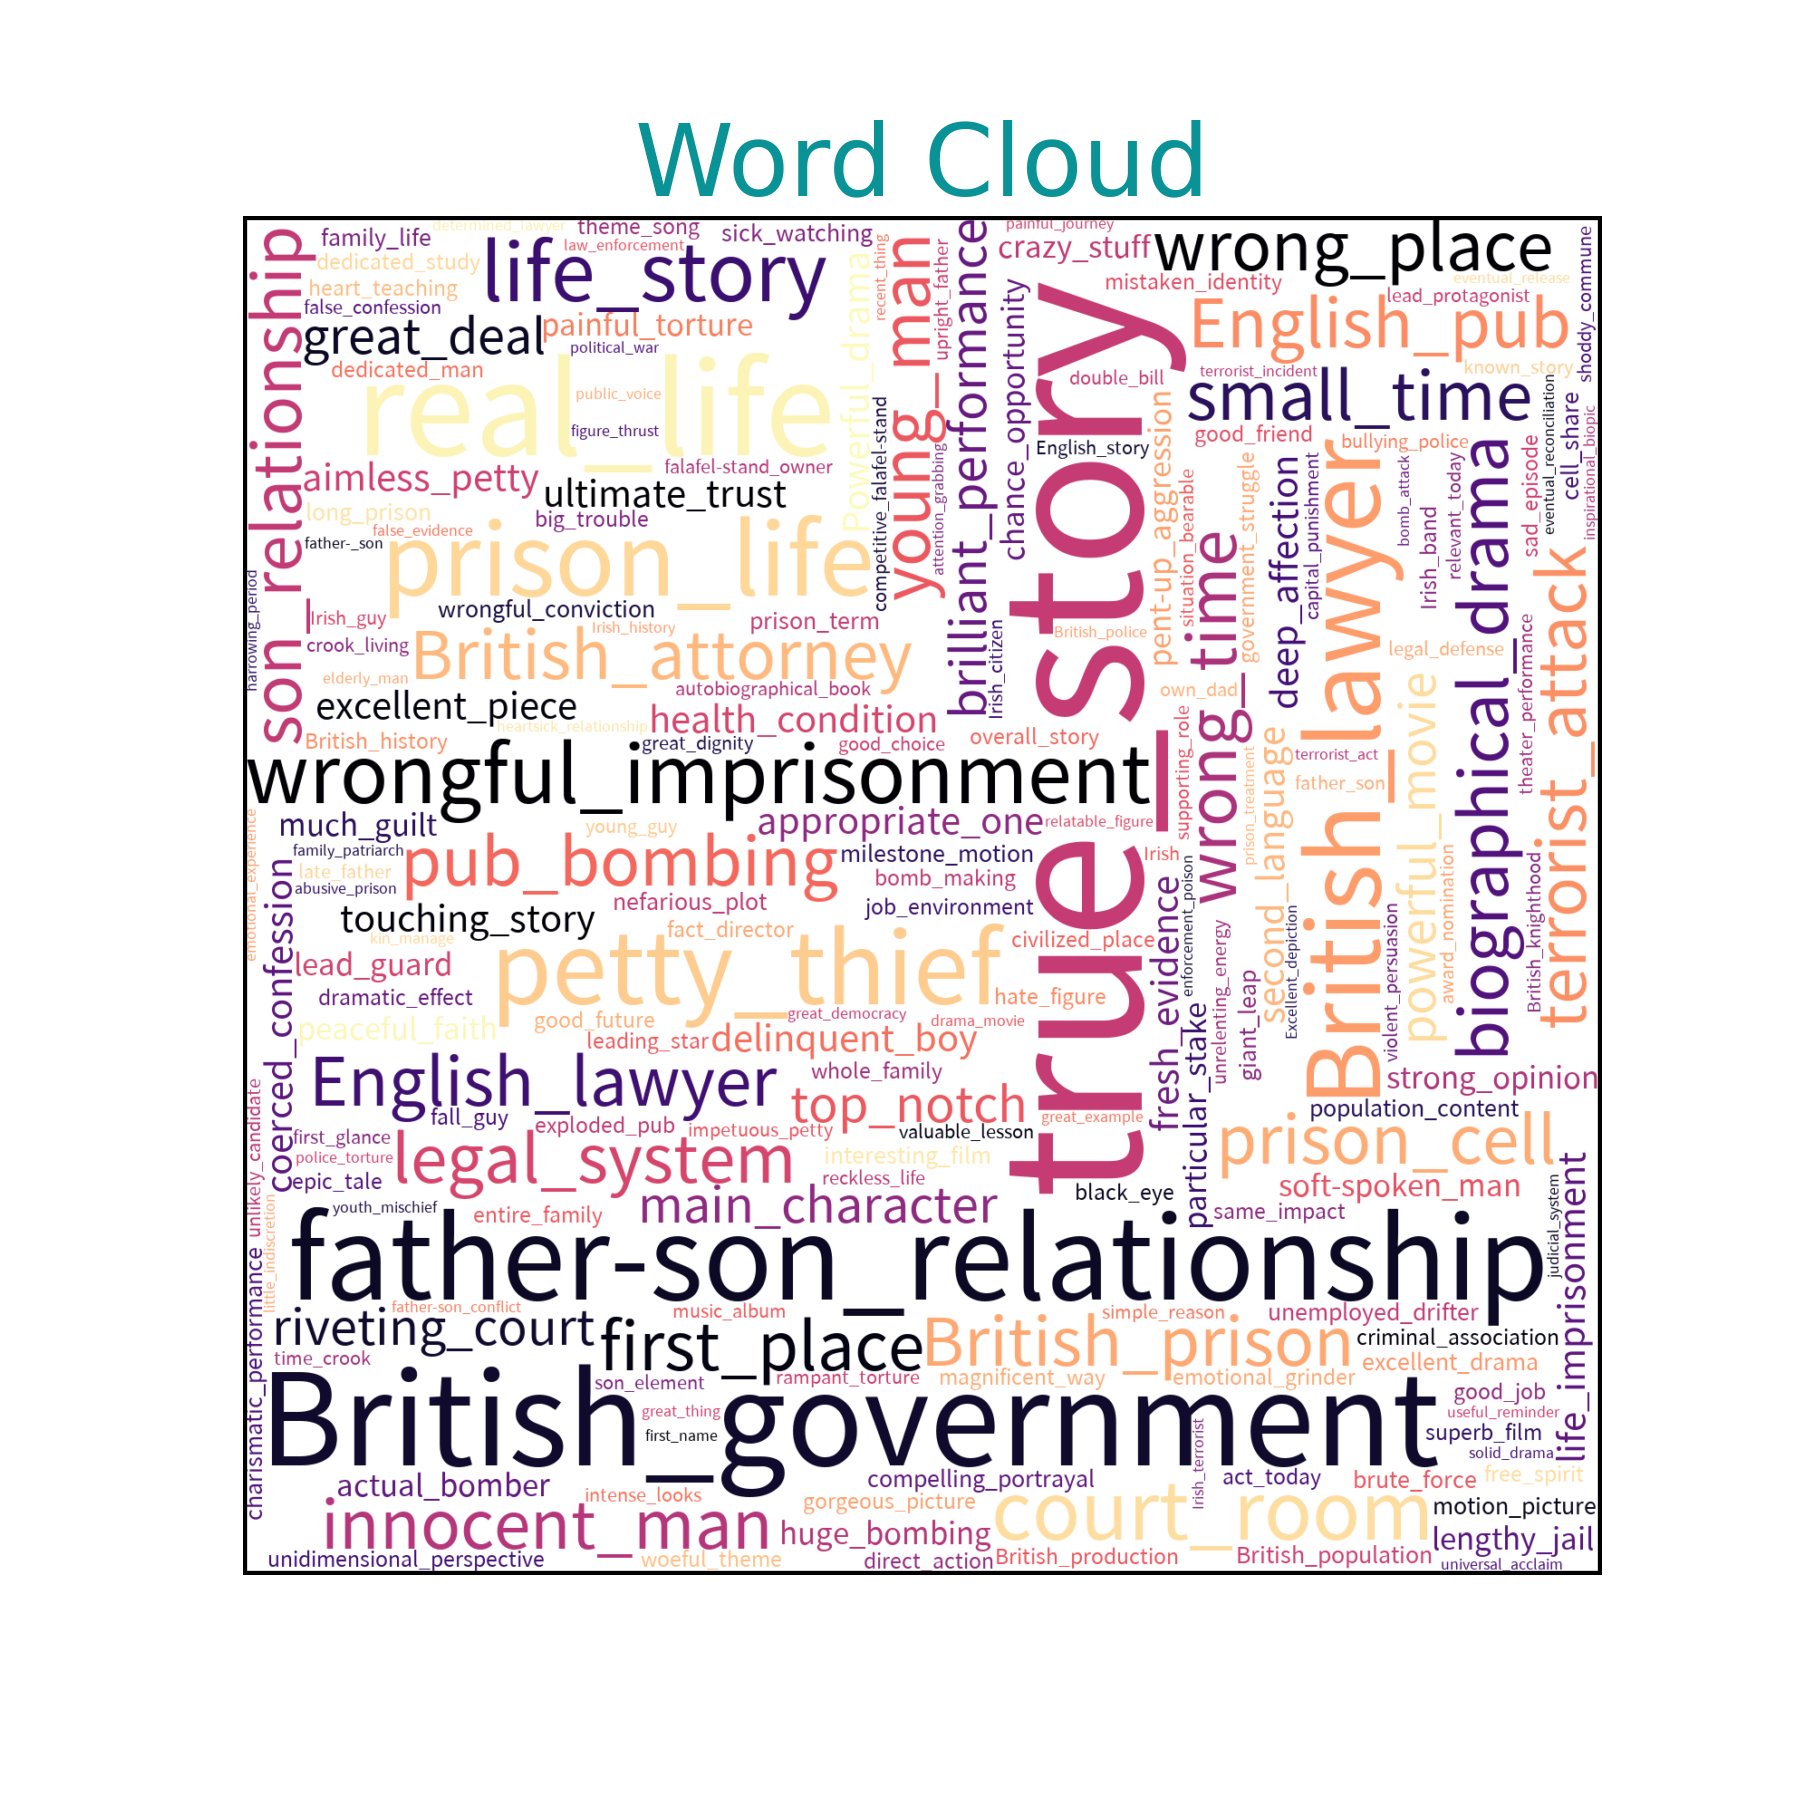 Word Cloud
determined_lawyer
theme_song
painful_journey
family_life
law_enforcement
sick_watching
crazy_stuff
wrong_place
dedicated_study
life_story
recent_thing
mistaken_identity
eventual_release
heart_teaching
lead_protagonist
false_confession
great_deal
painful_torture
English_pub
political_war
dedicated_man
real_life
public_voice
figure_thrust
double_bill
terrorist_incident
known_story
small_time
good_friend
bullying_police
English_story
falafel-stand_owner
aimless_petty
ultimate_trust
long_prison
big_trouble
false_evidence
father-_son
prison_life
wrongful_conviction
Irish_guy
Irish_history
prison_term
British_police
crook_living
British_attorney
legal_defense
elderly_man
autobiographical_book
own_dad
excellent_piece
heartsick_relationship
health_condition
British_history
great_dignity
good_choice
overall_story
wrongful_imprisonment
terrorist_act
father_son
much_guilt
young_guy
appropriate_one
relatable_figure
family_patriarch
pub_bombing
milestone_motion
Irish
late_father
abusive_prison
bomb_making
nefarious_plot
job_environment
touching_story
fact_director
kin_manage
civilized_place
lead_guard
petty_thief
dramatic_effect
hate_figure
peaceful_faith
good_future
great_democracy
drama_movie
leading_star
delinquent_boy
English_lawyer
whole_family
strong_opinion
top_notch
fall_guy
exploded_pub
impetuous_petty
valuable_lesson
great_example
population_content
first_glance
police_torture
legal_system
interesting_film
prison_cell
epic_tale
reckless_life
black_eye
soft-spoken_man
youth_mischief
entire_family
main_character
same_impact
father-son_relationship
father-son_conflict
music_album
simple_reason
unemployed_drifter
riveting_court
first_place
British_prison
criminal_association
time_crook
son_element
rampant_torture
magnificent_way
emotional_grinder
excellent_drama
British_government
great_thing
first_name
good_job
useful_reminder
superb_film
solid_drama
actual_bomber
compelling_portrayal
act_today
brute_force
free_spirit
intense_looks
gorgeous_picture
court_room
motion_picture
innocent_man
huge_bombing
lengthy_jail
unidimensional_perspective
woeful_theme
direct_action
British_production
British_population
universal_acclaim
son_relationship
harrowing_period
emotional_experience
coerced_confession
unlikely_candidate
little_indiscretion
charismatic_performance
Powerful_drama
competitive_falafel-stand
young_man
upright_father
attention_grabbing
brilliant_performance
Irish_citizen
chance_opportunity
true_story
pent-up_aggression
situation_bearable
supporting_role
wrong_time
government_struggle
prison_treatment
fresh_evidence
enforcement_poison
particular_stake
unrelenting_energy
giant_leap
second_language
Excellent_depiction
deep_affection
capital_punishment
British_lawyer
violent_persuasion
bomb_attack
powerful_movie
Irish_band
relevant_today
award_nomination
biographical_drama
theater_performance
British_knighthood
sad_episode
eventual_reconciliation
terrorist_attack
cell_share
shoddy_commune
inspirational_biopic
judicial_system
life_imprisonment
Irish_terrorist